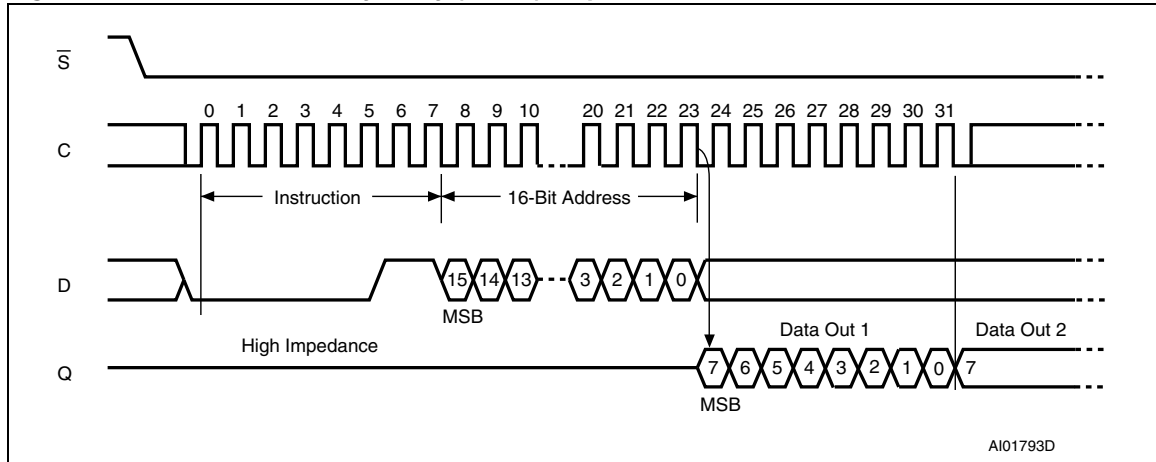 S
0 1 2 3 4 5 6 7 8 9 10 20 21 22 23 24 25 26 27 28 29 30 31
C
Instruction 16-Bit Address
D 15 14 13 3 2 1 0
MSB
High Impedance Data Out 1 Data Out 2
Q 7 6 5 4 3 2 1 0 7
MSB
AI01793D